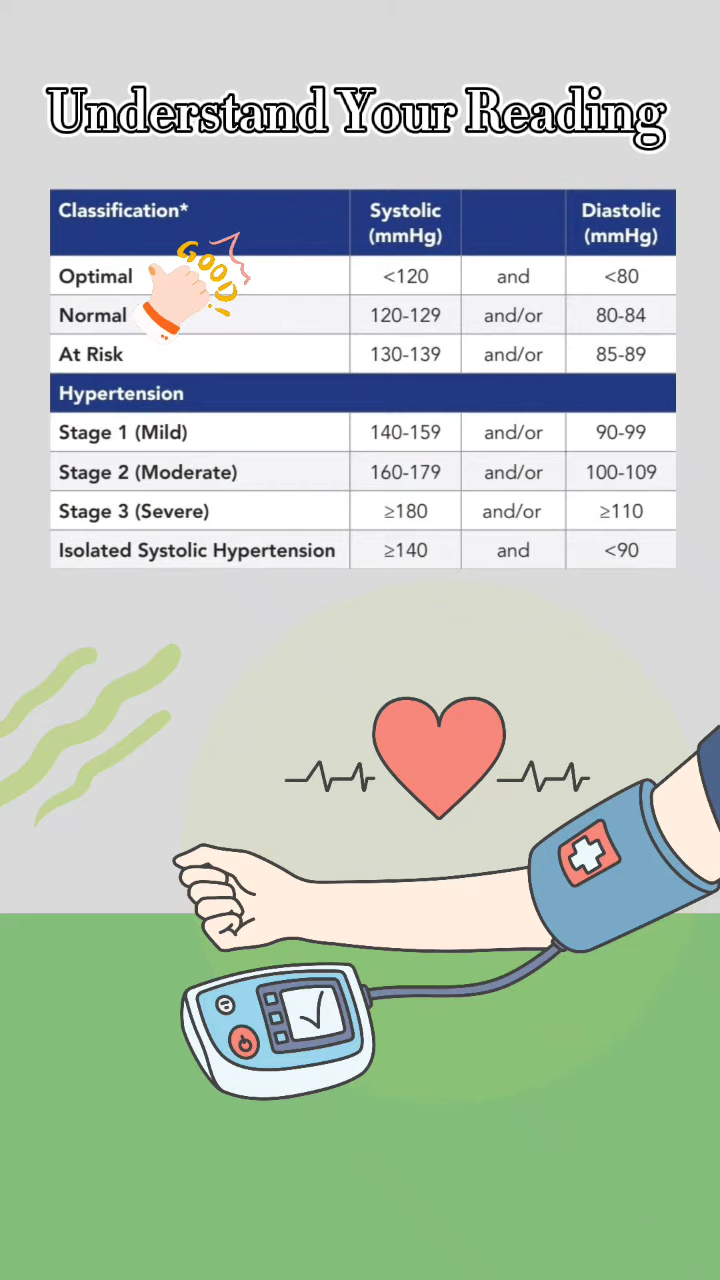 Understand Your Reading
Classification* Systolic (mmHg) Diastolic (mmHg)
GOOD!
Optimal <120 and <80
Normal 120-129 and/or 80-84
At Risk 130-139 and/or 85-89
Hypertension
Stage 1 (Mild) 140-159 and/or 90-99
Stage 2 (Moderate) 160-179 and/or 100-109
Stage 3 (Severe) ≥180 and/or ≥110
Isolated Systolic Hypertension ≥140 and <90